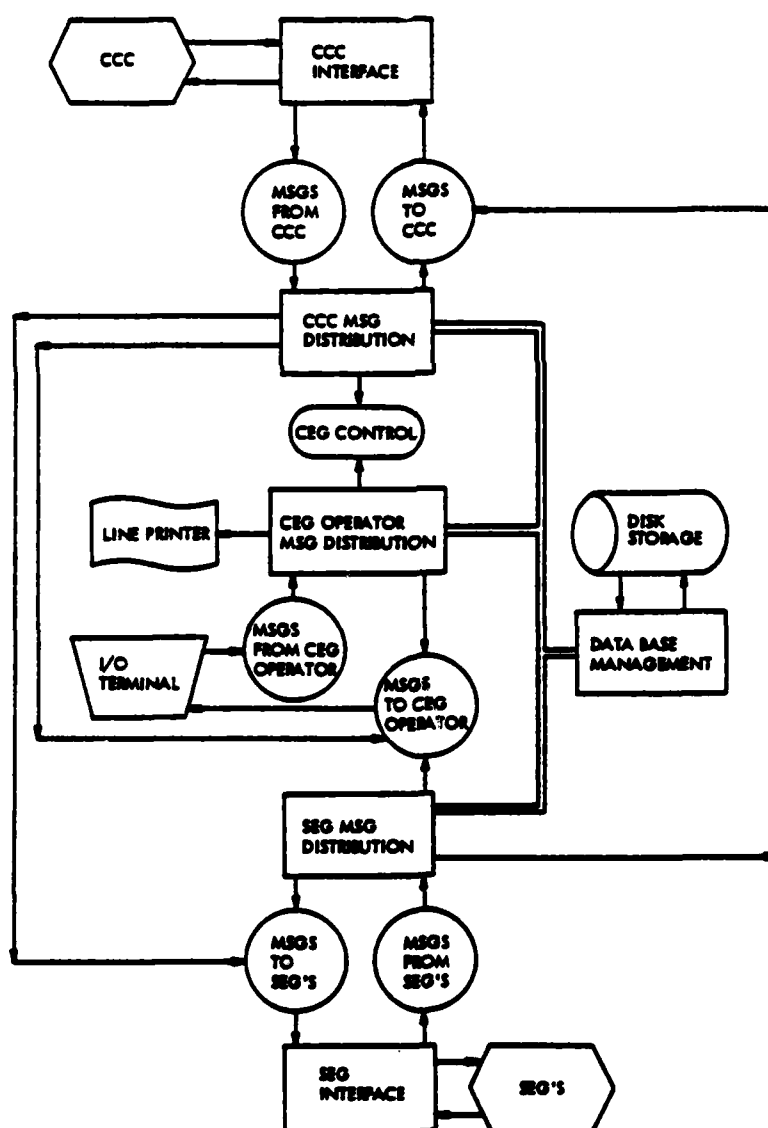 CCC
CCC
INTERFACE
MSGS
FROM
CCC
MSGS
TO
CCC
CCC MSG
DISTRIBUTION
CEG CONTROL
LINE PRINTER
CEG OPERATOR
MSG DISTRIBUTION
DISK
STORAGE
MSGS
FROM CEG
OPERATOR
I/O
TERMINAL
DATA BASE
MANAGEMENT
MSGS
TO CEG
OPERATOR
SEG MSG
DISTRIBUTION
MSGS
TO
SEG'S
MSGS
FROM
SEG'S
SEG
INTERFACE
SEG'S